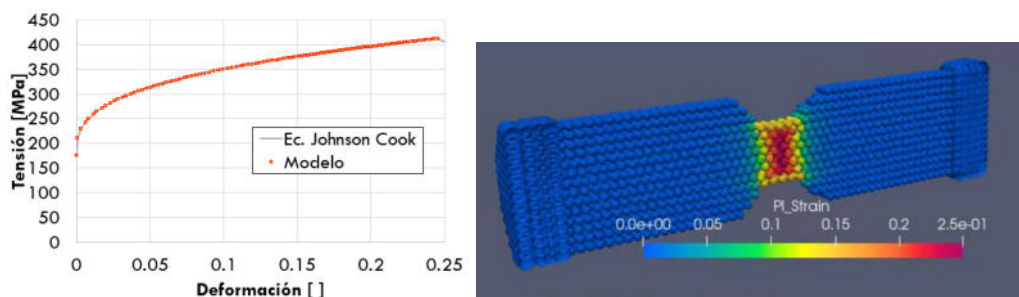 450
400
350
300
250
200
150
100
50
0
Tensión [MPa]
Ec. Johnson Cook
Modelo
0 0.05 0.1 0.15 0.2 0.25
Deformación [ ]
Pl_Strain
0.0e+00 0.05 0.1 0.15 0.2 2.5e-01